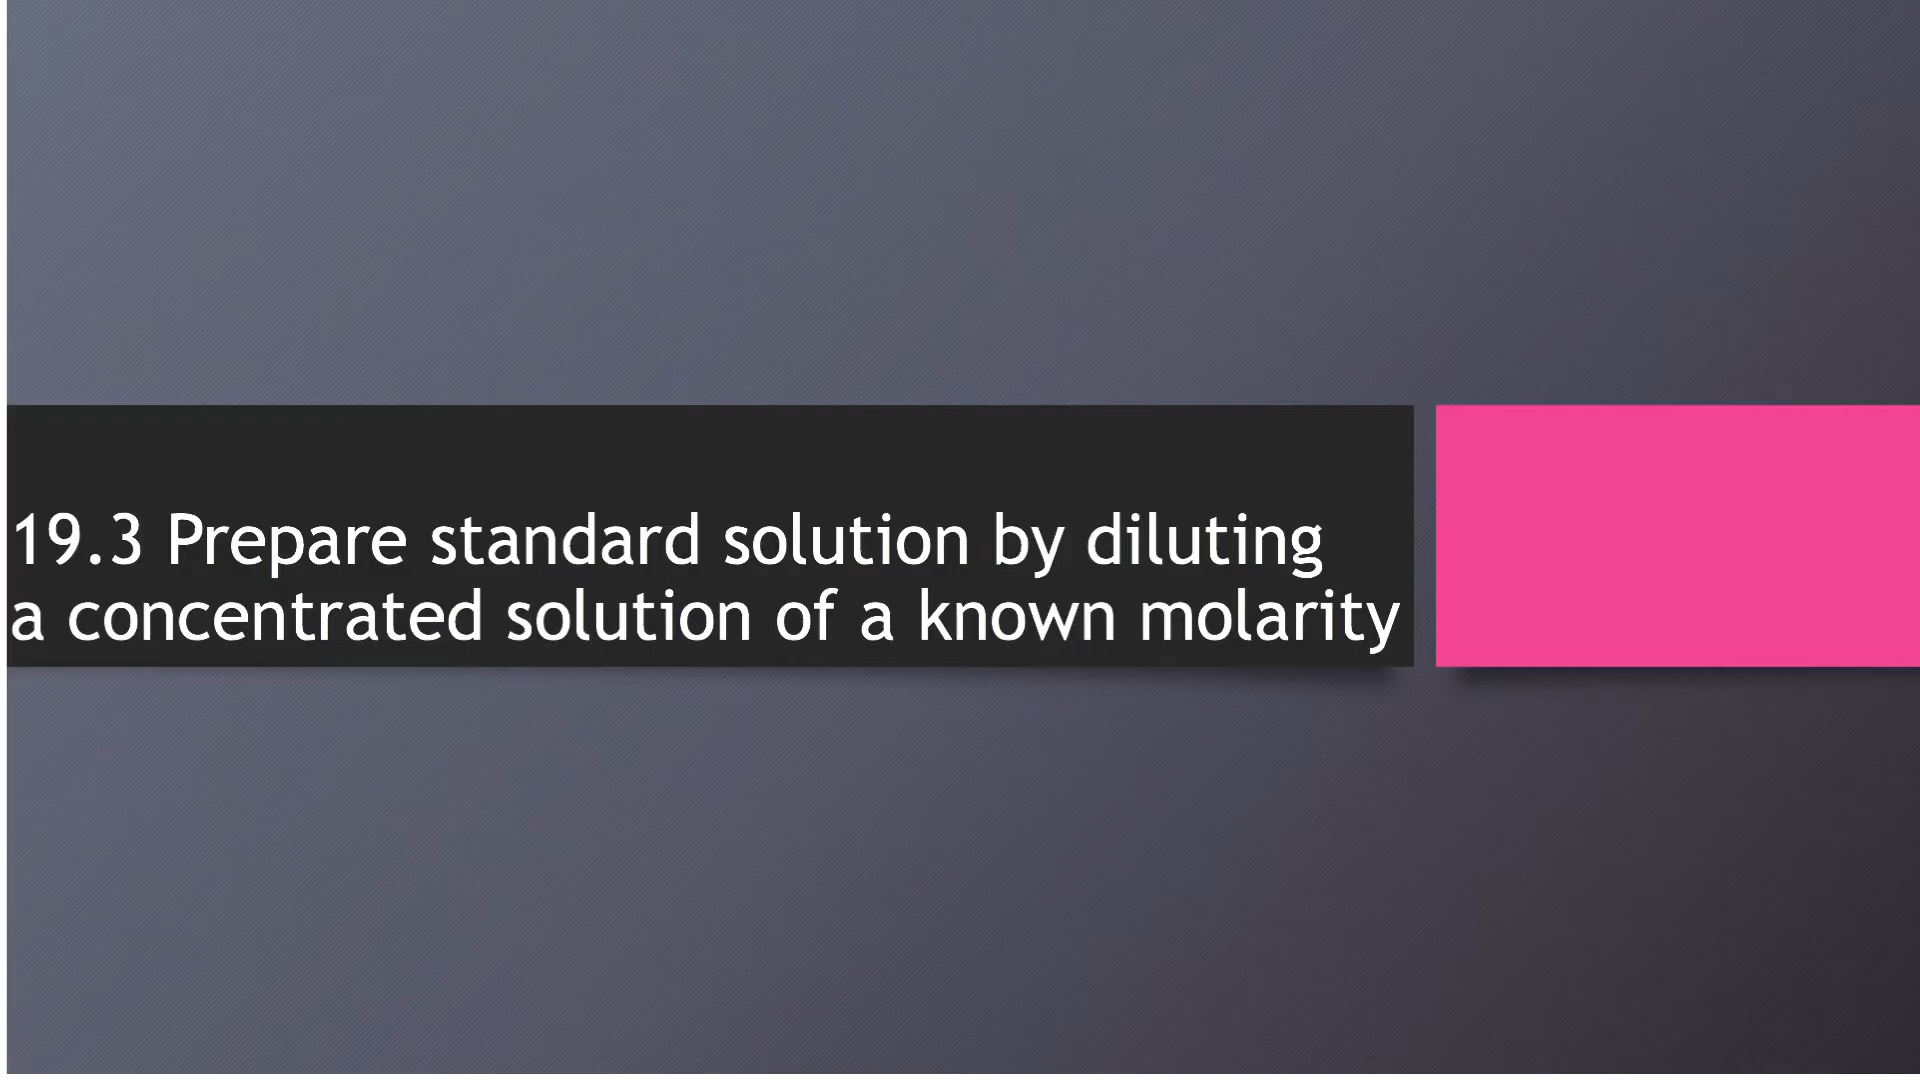 19.3 Prepare standard solution by diluting
a concentrated solution of a known molarity